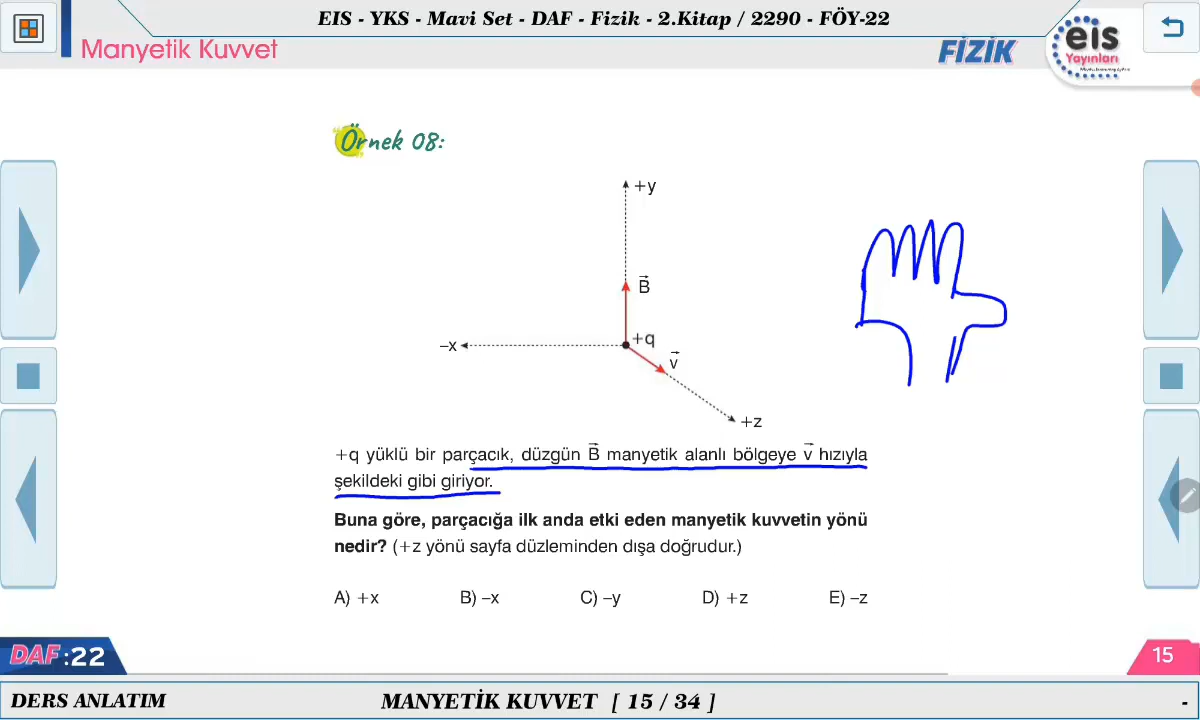 EIS - YKS - Mavi Set - DAF - Fizik - 2.Kitap / 2290 - FÖY-22
Manyetik Kuvvet
FİZİK
eis
Yayınları
Örnek 08:
+y
B⃗
–x
+q
v⃗
+z
+q yüklü bir parçacık, düzgün B⃗ manyetik alanlı bölgeye v⃗ hızıyla
şekildeki gibi giriyor.
Buna göre, parçacığa ilk anda etki eden manyetik kuvvetin yönü
nedir? (+z yönü sayfa düzleminden dışa doğrudur.)
A) +x B) –x C) –y D) +z E) –z
DAF:22
15
DERS ANLATIM MANYETİK KUVVET [ 15 / 34 ] -